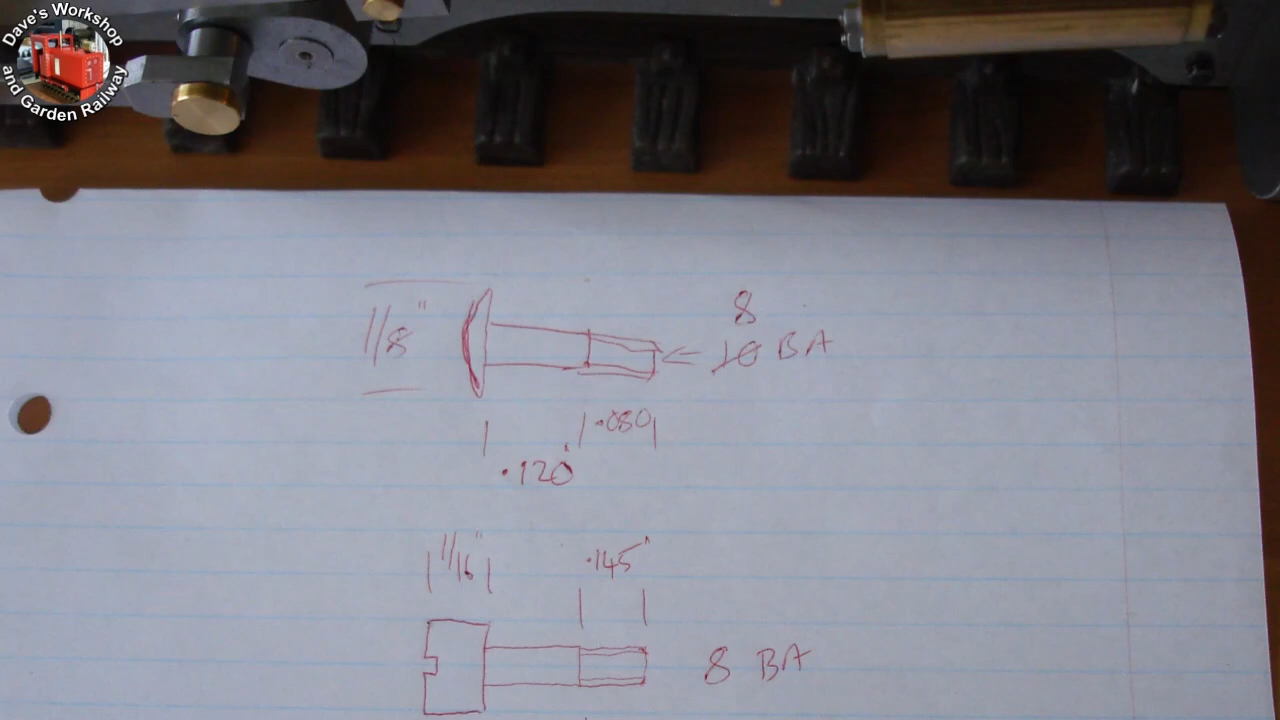 Dave's Workshop
and Garden Railway
1/8"
8
10 BA
.080
.120
1/16"
.145"
8 BA